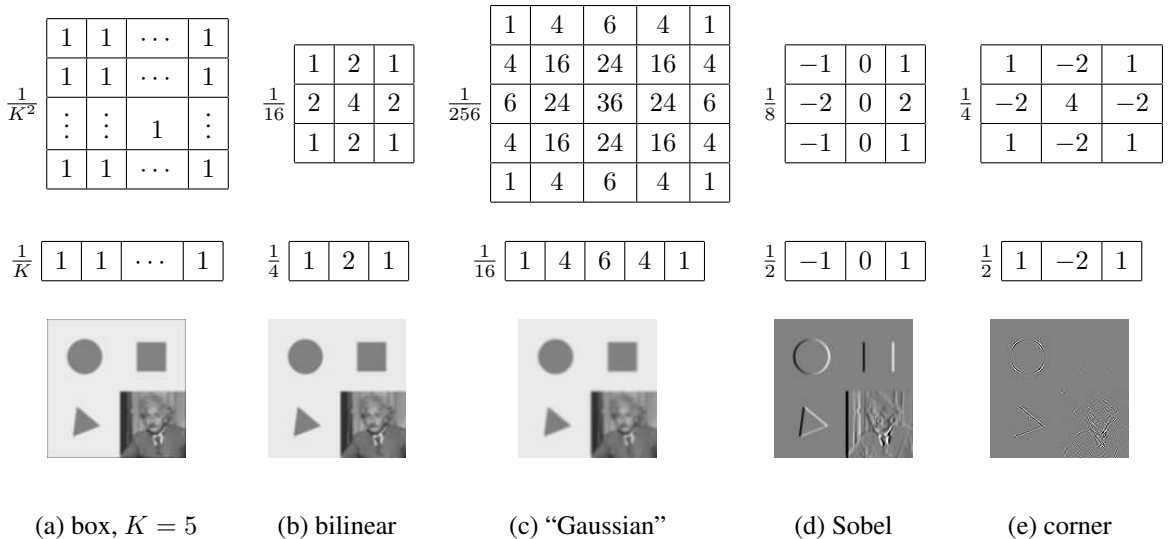 1/K² | 1 1 ⋯ 1 | 1 1 ⋯ 1 | ⋮ ⋮ 1 ⋮ | 1 1 ⋯ 1
1/16 | 1 2 1 | 2 4 2 | 1 2 1
1/256 | 1 4 6 4 1 | 4 16 24 16 4 | 6 24 36 24 6 | 4 16 24 16 4 | 1 4 6 4 1
1/8 | −1 0 1 | −2 0 2 | −1 0 1
1/4 | 1 −2 1 | −2 4 −2 | 1 −2 1
1/K | 1 1 ⋯ 1
1/4 | 1 2 1
1/16 | 1 4 6 4 1
1/2 | −1 0 1
1/2 | 1 −2 1
(a) box, K = 5
(b) bilinear
(c) “Gaussian”
(d) Sobel
(e) corner